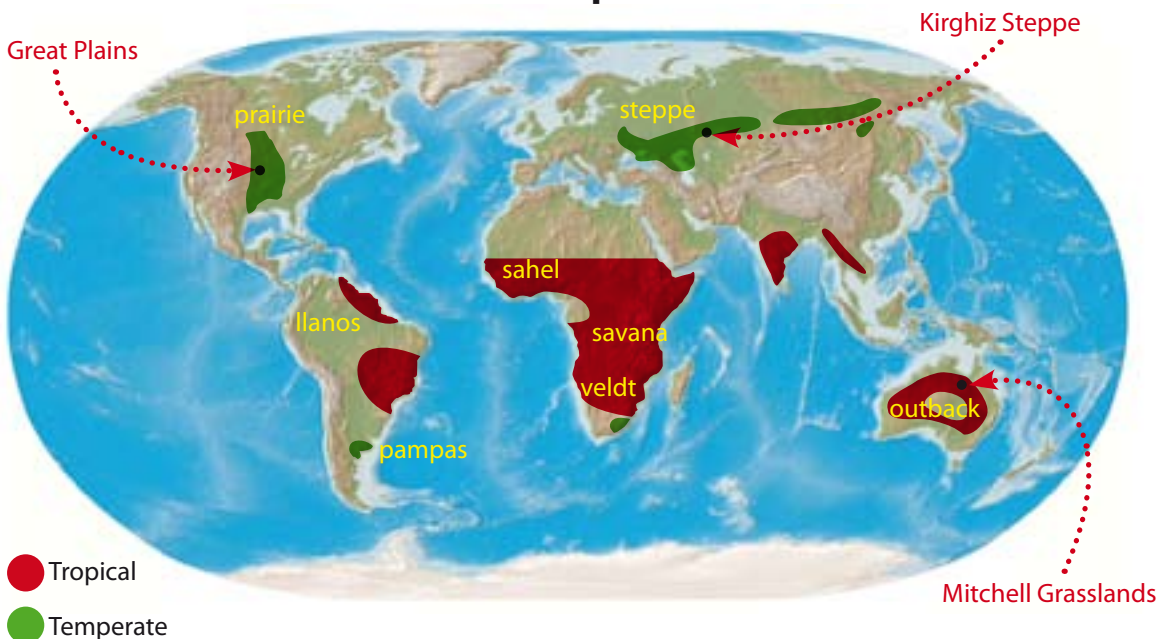 Kirghiz Steppe
Great Plains
prairie
steppe
sahel
llanos
savana
veldt
outback
pampas
Tropical
Mitchell Grasslands
Temperate